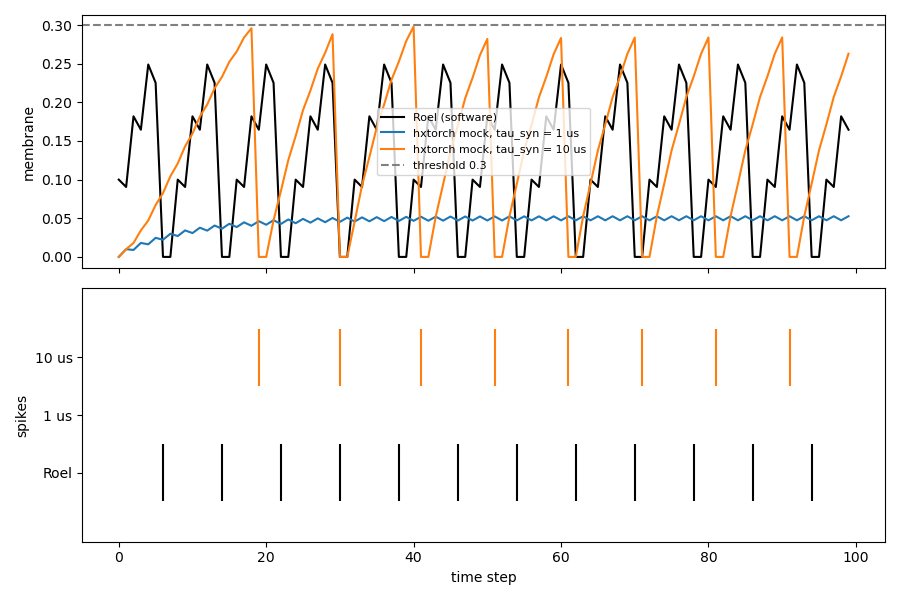 0.30
0.25
0.20
0.15
0.10
0.05
0.00
membrane
Roel (software)
hxtorch mock, tau_syn = 1 us
hxtorch mock, tau_syn = 10 us
threshold 0.3
10 us
1 us
Roel
spikes
0 20 40 60 80 100
time step